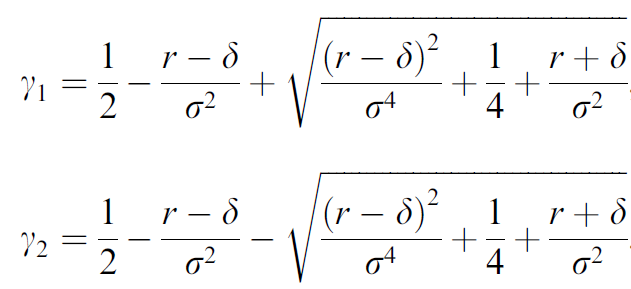 γ₁ = 1/2 − (r − δ)/σ² + √((r − δ)²/σ⁴ + 1/4 + (r + δ)/σ²)
γ₂ = 1/2 − (r − δ)/σ² − √((r − δ)²/σ⁴ + 1/4 + (r + δ)/σ²)